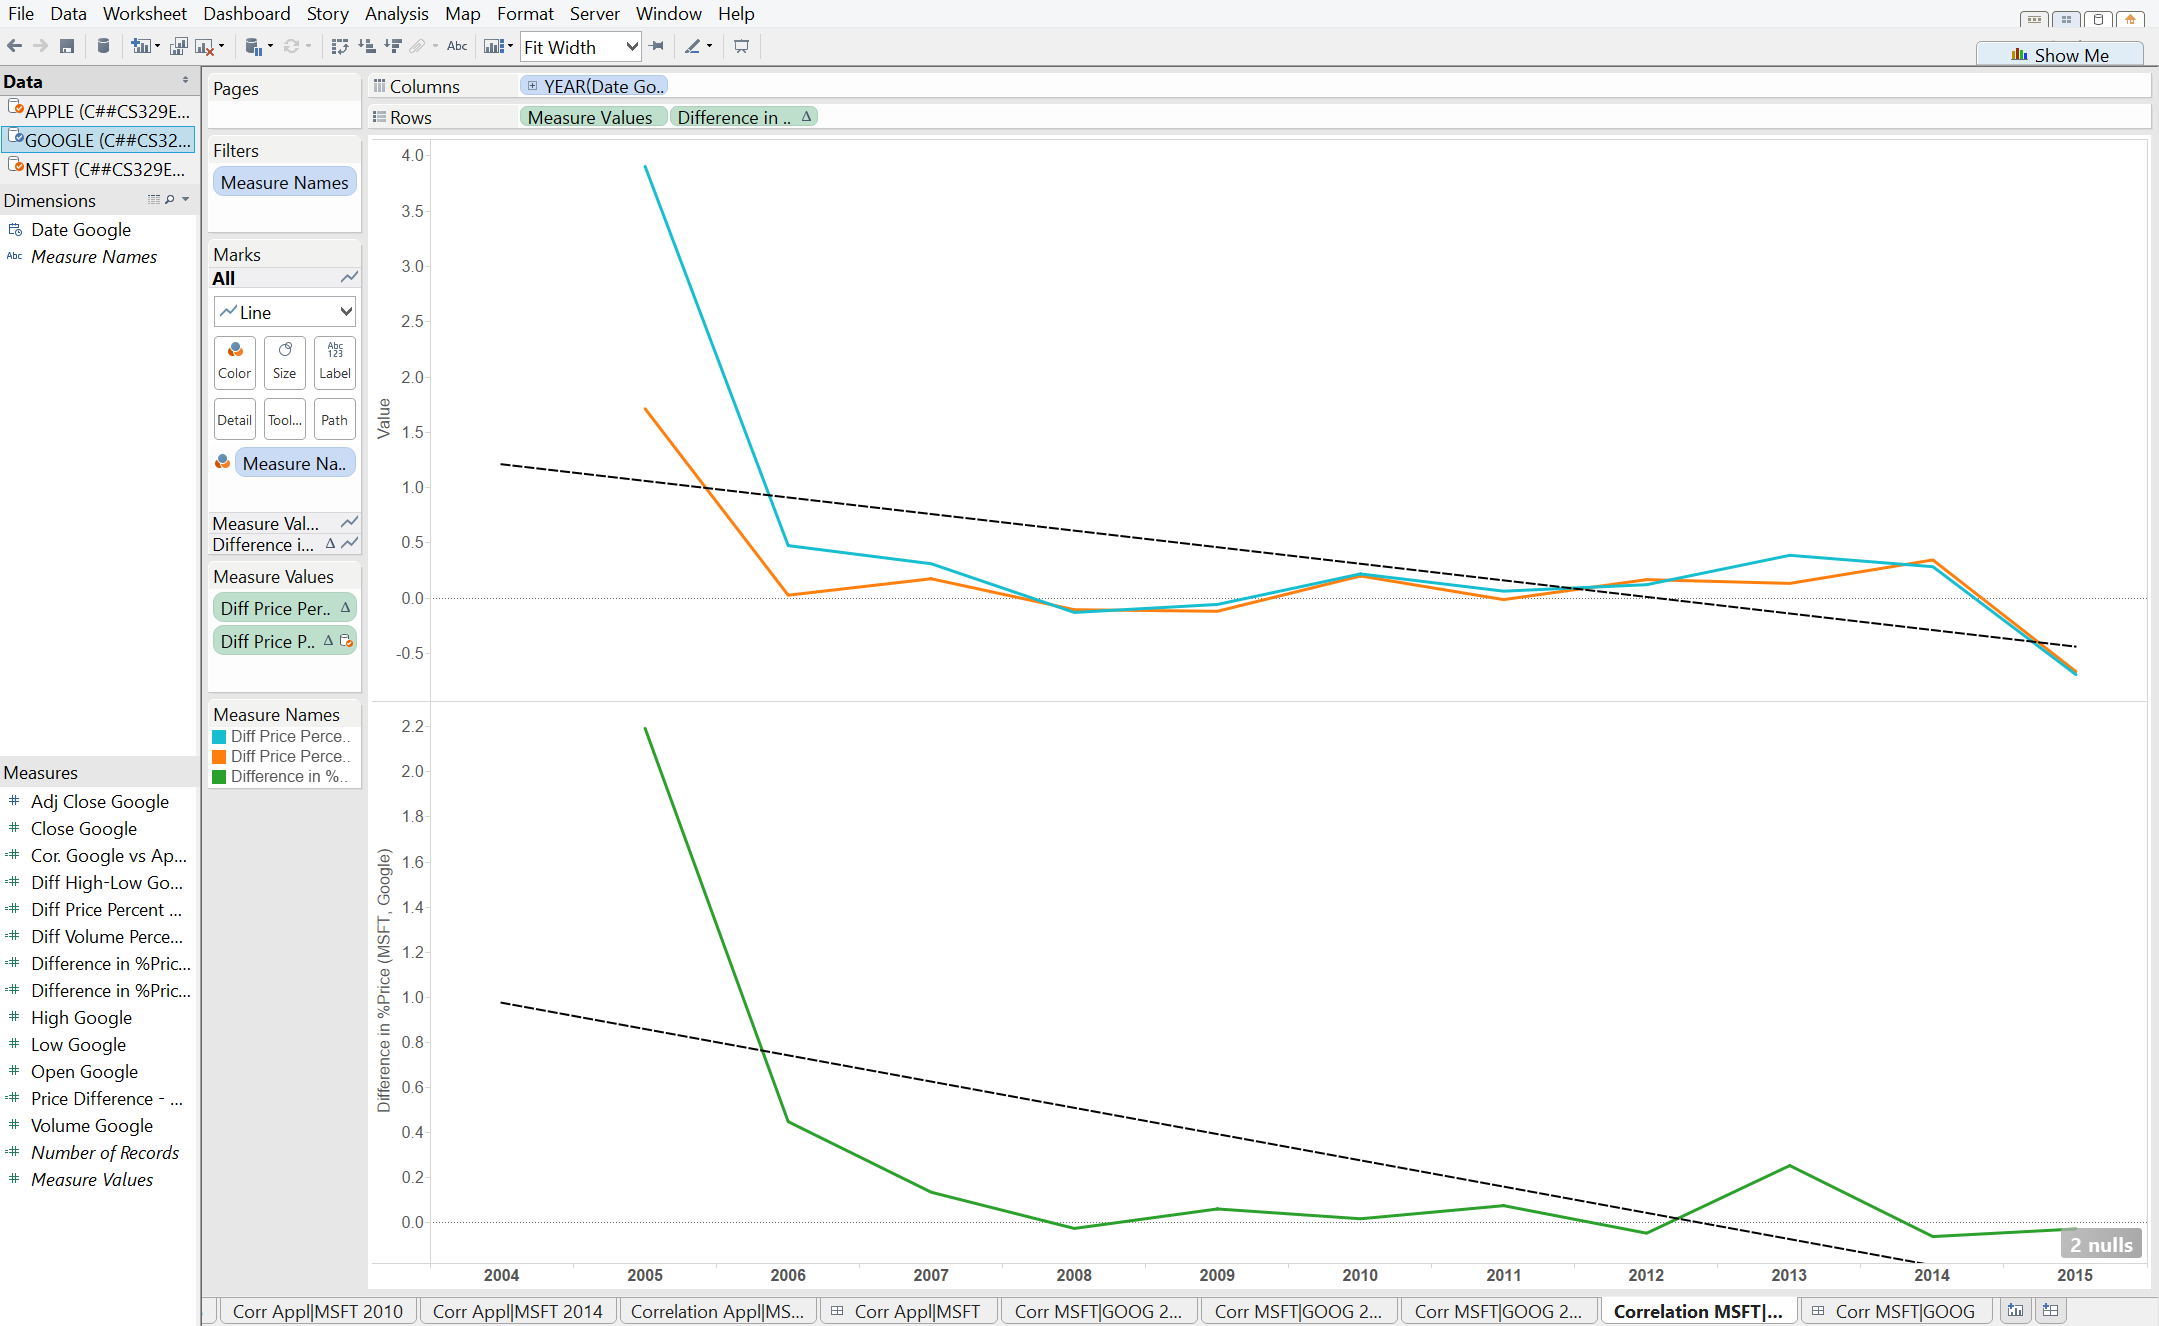 File Data Worksheet Dashboard Story Analysis Map Format Server Window Help
Abc Fit Width Show Me
Data
APPLE (C##CS329E...
GOOGLE (C##CS32...
MSFT (C##CS329E...
Dimensions
Date Google
Abc Measure Names
Measures
Adj Close Google
Close Google
Cor. Google vs Ap...
Diff High-Low Go...
Diff Price Percent ...
Diff Volume Perce...
Difference in %Pric...
Difference in %Pric...
High Google
Low Google
Open Google
Price Difference - ...
Volume Google
Number of Records
Measure Values
Pages
Filters
Measure Names
Marks
All
Line
Color Size Abc 123 Label
Detail Tool... Path
Measure Na..
Measure Val...
Difference i... Δ
Measure Values
Diff Price Per.. Δ
Diff Price P.. Δ
Measure Names
Diff Price Perce..
Diff Price Perce..
Difference in %..
Columns YEAR(Date Go..
Rows Measure Values Difference in .. Δ
Value
4.0
3.5
3.0
2.5
2.0
1.5
1.0
0.5
0.0
-0.5
Difference in %Price (MSFT, Google)
2.2
2.0
1.8
1.6
1.4
1.2
1.0
0.8
0.6
0.4
0.2
0.0
2 nulls
2004 2005 2006 2007 2008 2009 2010 2011 2012 2013 2014 2015
Corr Appl|MSFT 2010 Corr Appl|MSFT 2014 Correlation Appl|MS... Corr Appl|MSFT Corr MSFT|GOOG 2... Corr MSFT|GOOG 2... Corr MSFT|GOOG 2... Correlation MSFT|... Corr MSFT|GOOG